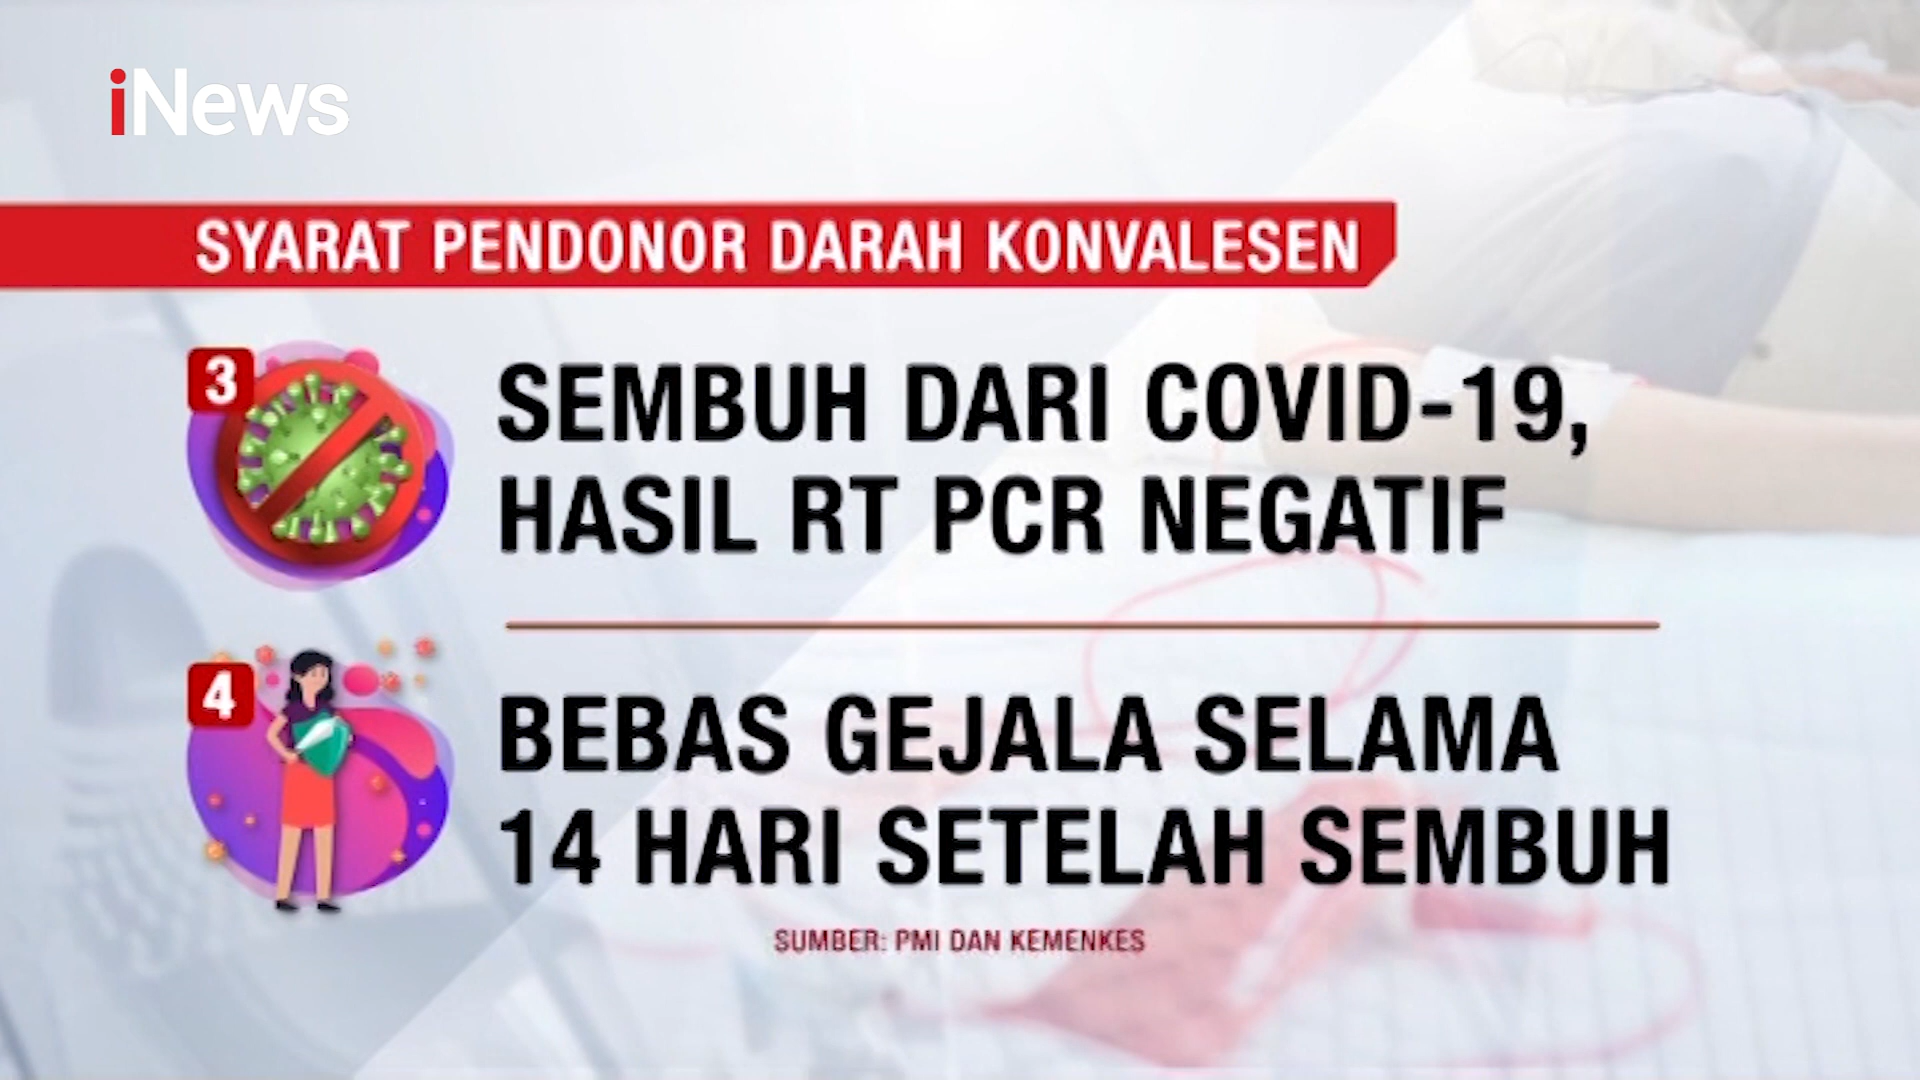 iNews
SYARAT PENDONOR DARAH KONVALESEN
3
SEMBUH DARI COVID-19,
HASIL RT PCR NEGATIF
4
BEBAS GEJALA SELAMA
14 HARI SETELAH SEMBUH
SUMBER: PMI DAN KEMENKES